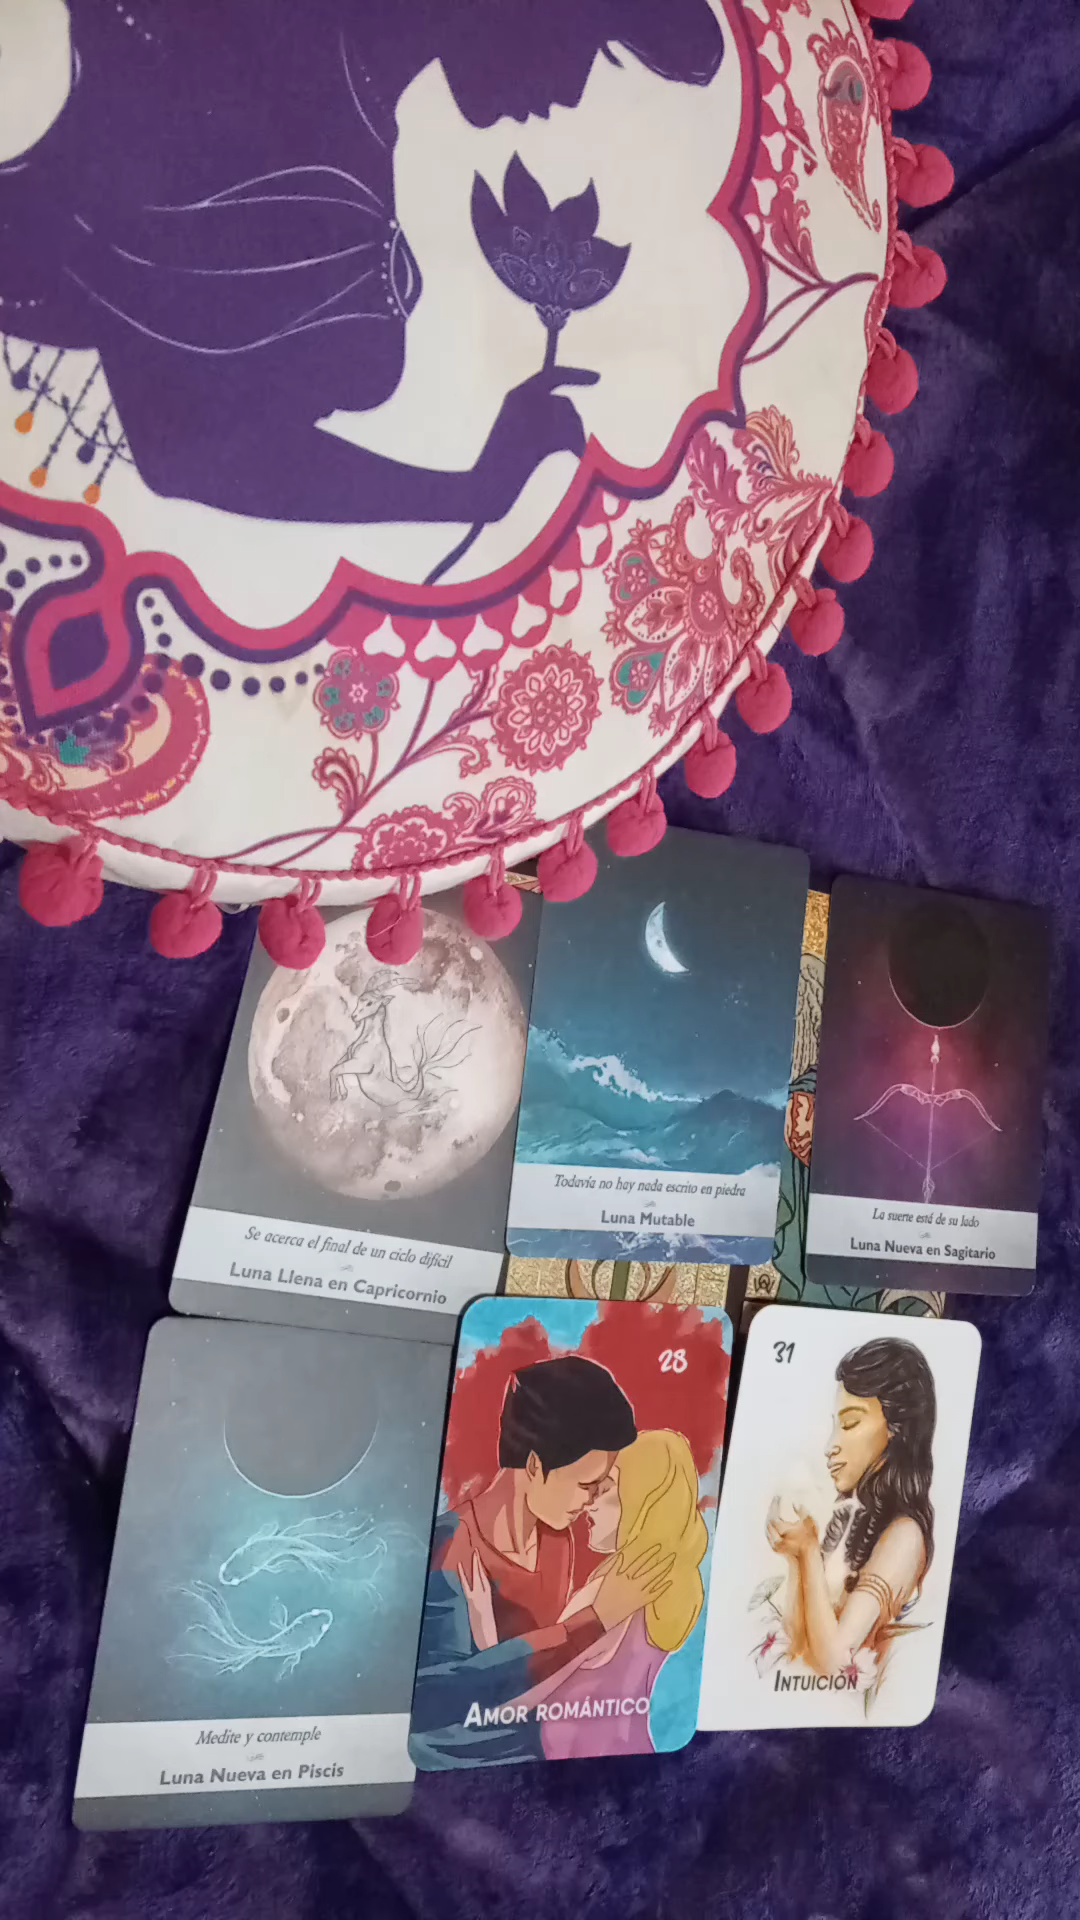 Se acerca el final de un ciclo difícil
Luna Llena en Capricornio
Todavía no hay nada escrito en piedra
Luna Mutable
La suerte está de su lado
Luna Nueva en Sagitario
Medite y contemple
Luna Nueva en Piscis
28
AMOR ROMÁNTICO
31
INTUICIÓN